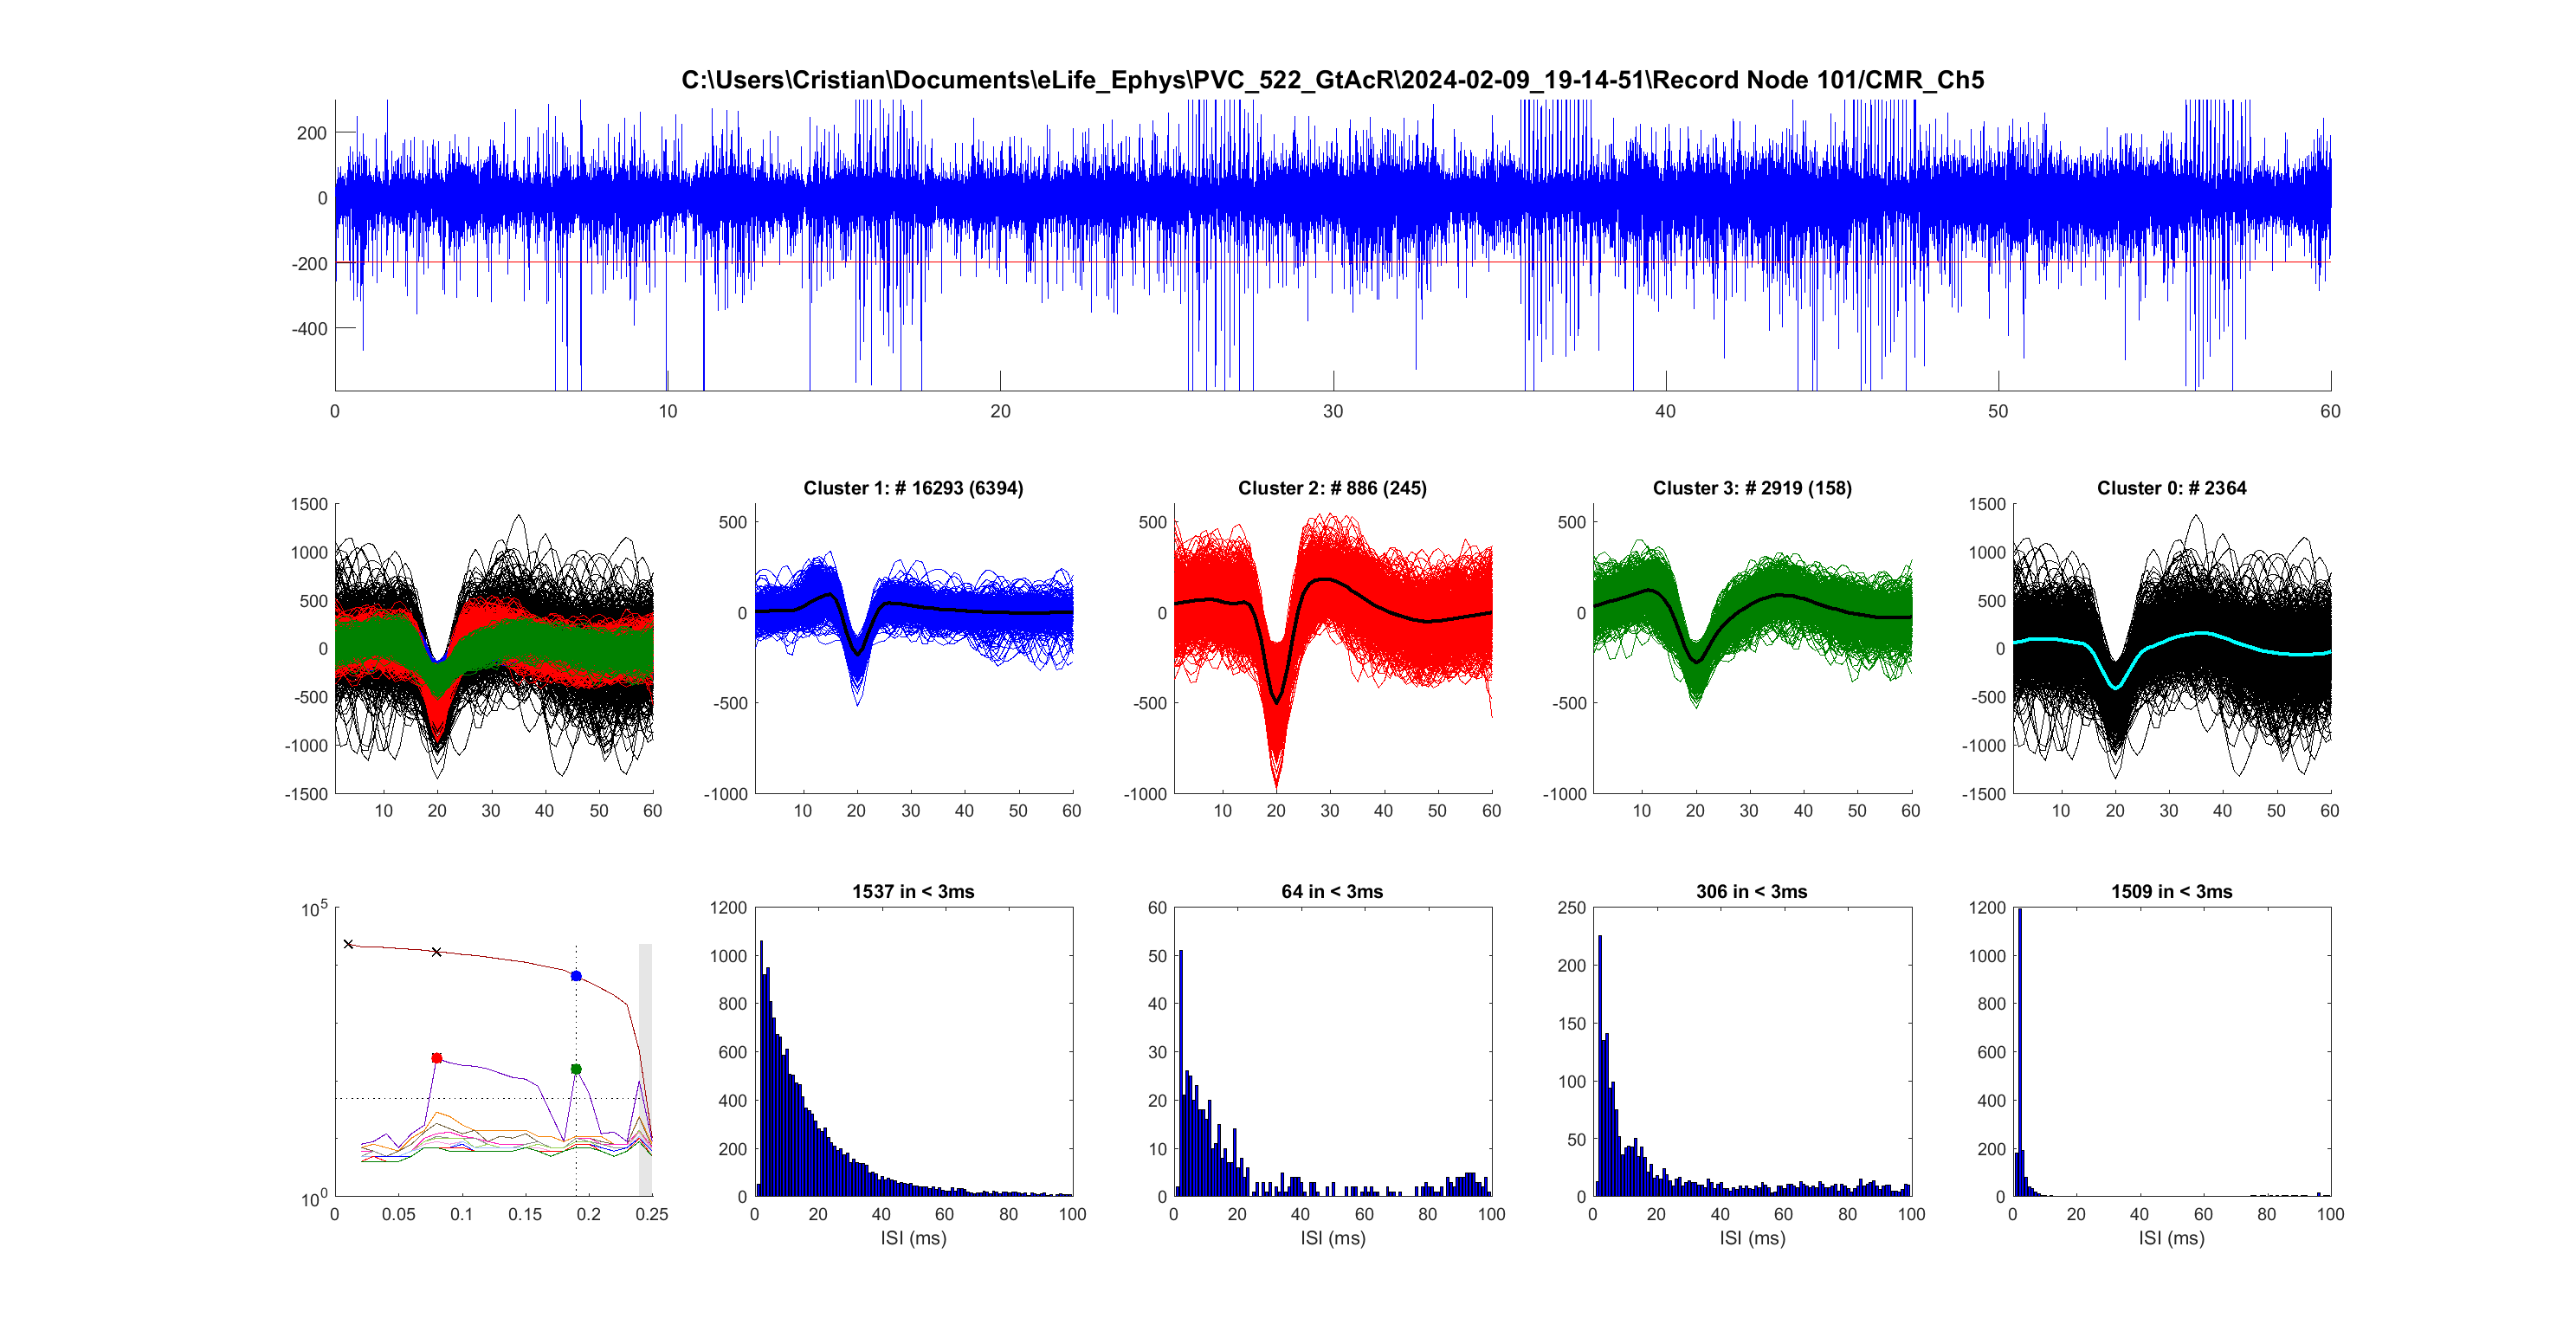 C:\Users\Cristian\Documents\eLife_Ephys\PVC_522_GtAcR\2024-02-09_19-14-51\Record Node 101/CMR_Ch5
200
0
-200
-400
0 10 20 30 40 50 60
Cluster 1: # 16293 (6394)
Cluster 2: # 886 (245)
Cluster 3: # 2919 (158)
Cluster 0: # 2364
1500
1000
500
0
-500
-1000
-1500
10 20 30 40 50 60
500
0
-500
-1000
10 20 30 40 50 60
500
0
-500
-1000
10 20 30 40 50 60
500
0
-500
-1000
10 20 30 40 50 60
1500
1000
500
0
-500
-1000
-1500
10 20 30 40 50 60
10^5
10^0
0 0.05 0.1 0.15 0.2 0.25
1537 in < 3ms
1200
1000
800
600
400
200
0
0 20 40 60 80 100
ISI (ms)
64 in < 3ms
60
50
40
30
20
10
0
0 20 40 60 80 100
ISI (ms)
306 in < 3ms
250
200
150
100
50
0
0 20 40 60 80 100
ISI (ms)
1509 in < 3ms
1200
1000
800
600
400
200
0
0 20 40 60 80 100
ISI (ms)